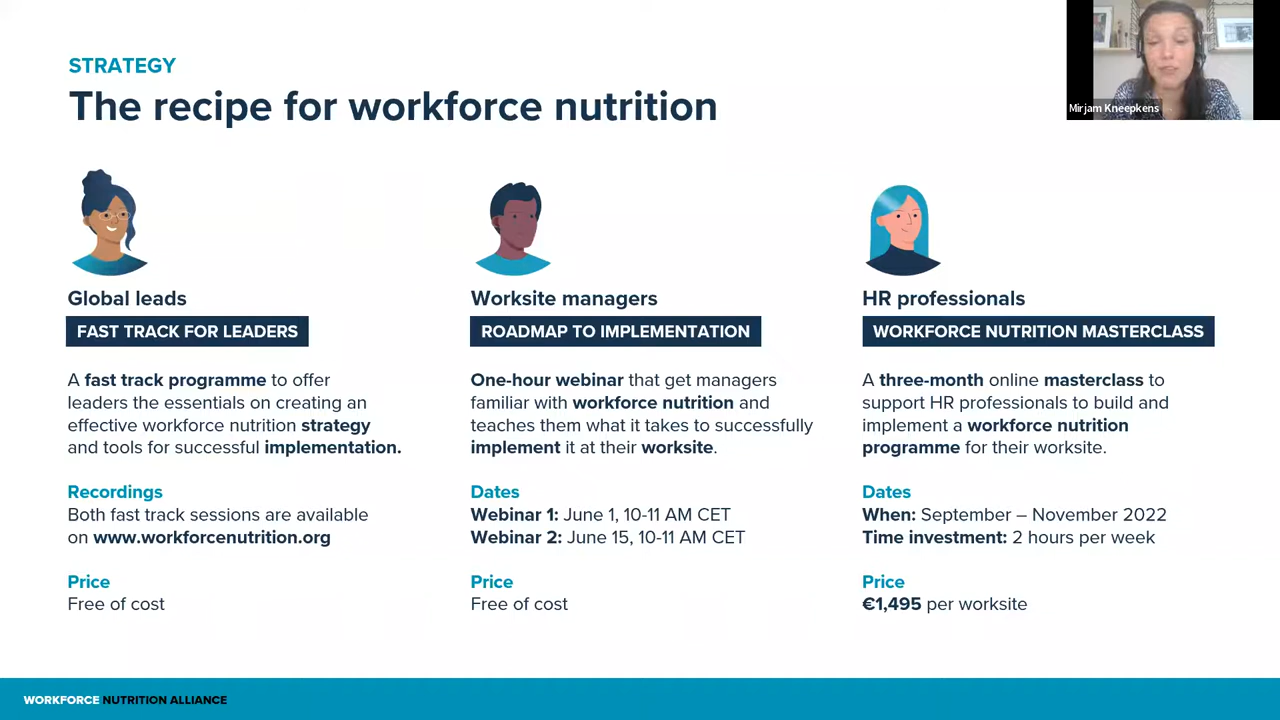 STRATEGY
The recipe for workforce nutrition
Mirjam Kneepkens
Global leads
FAST TRACK FOR LEADERS
A fast track programme to offer
leaders the essentials on creating an
effective workforce nutrition strategy
and tools for successful implementation.
Recordings
Both fast track sessions are available
on www.workforcenutrition.org
Price
Free of cost
Worksite managers
ROADMAP TO IMPLEMENTATION
One-hour webinar that get managers
familiar with workforce nutrition and
teaches them what it takes to successfully
implement it at their worksite.
Dates
Webinar 1: June 1, 10-11 AM CET
Webinar 2: June 15, 10-11 AM CET
Price
Free of cost
HR professionals
WORKFORCE NUTRITION MASTERCLASS
A three-month online masterclass to
support HR professionals to build and
implement a workforce nutrition
programme for their worksite.
Dates
When: September – November 2022
Time investment: 2 hours per week
Price
€1,495 per worksite
WORKFORCE NUTRITION ALLIANCE